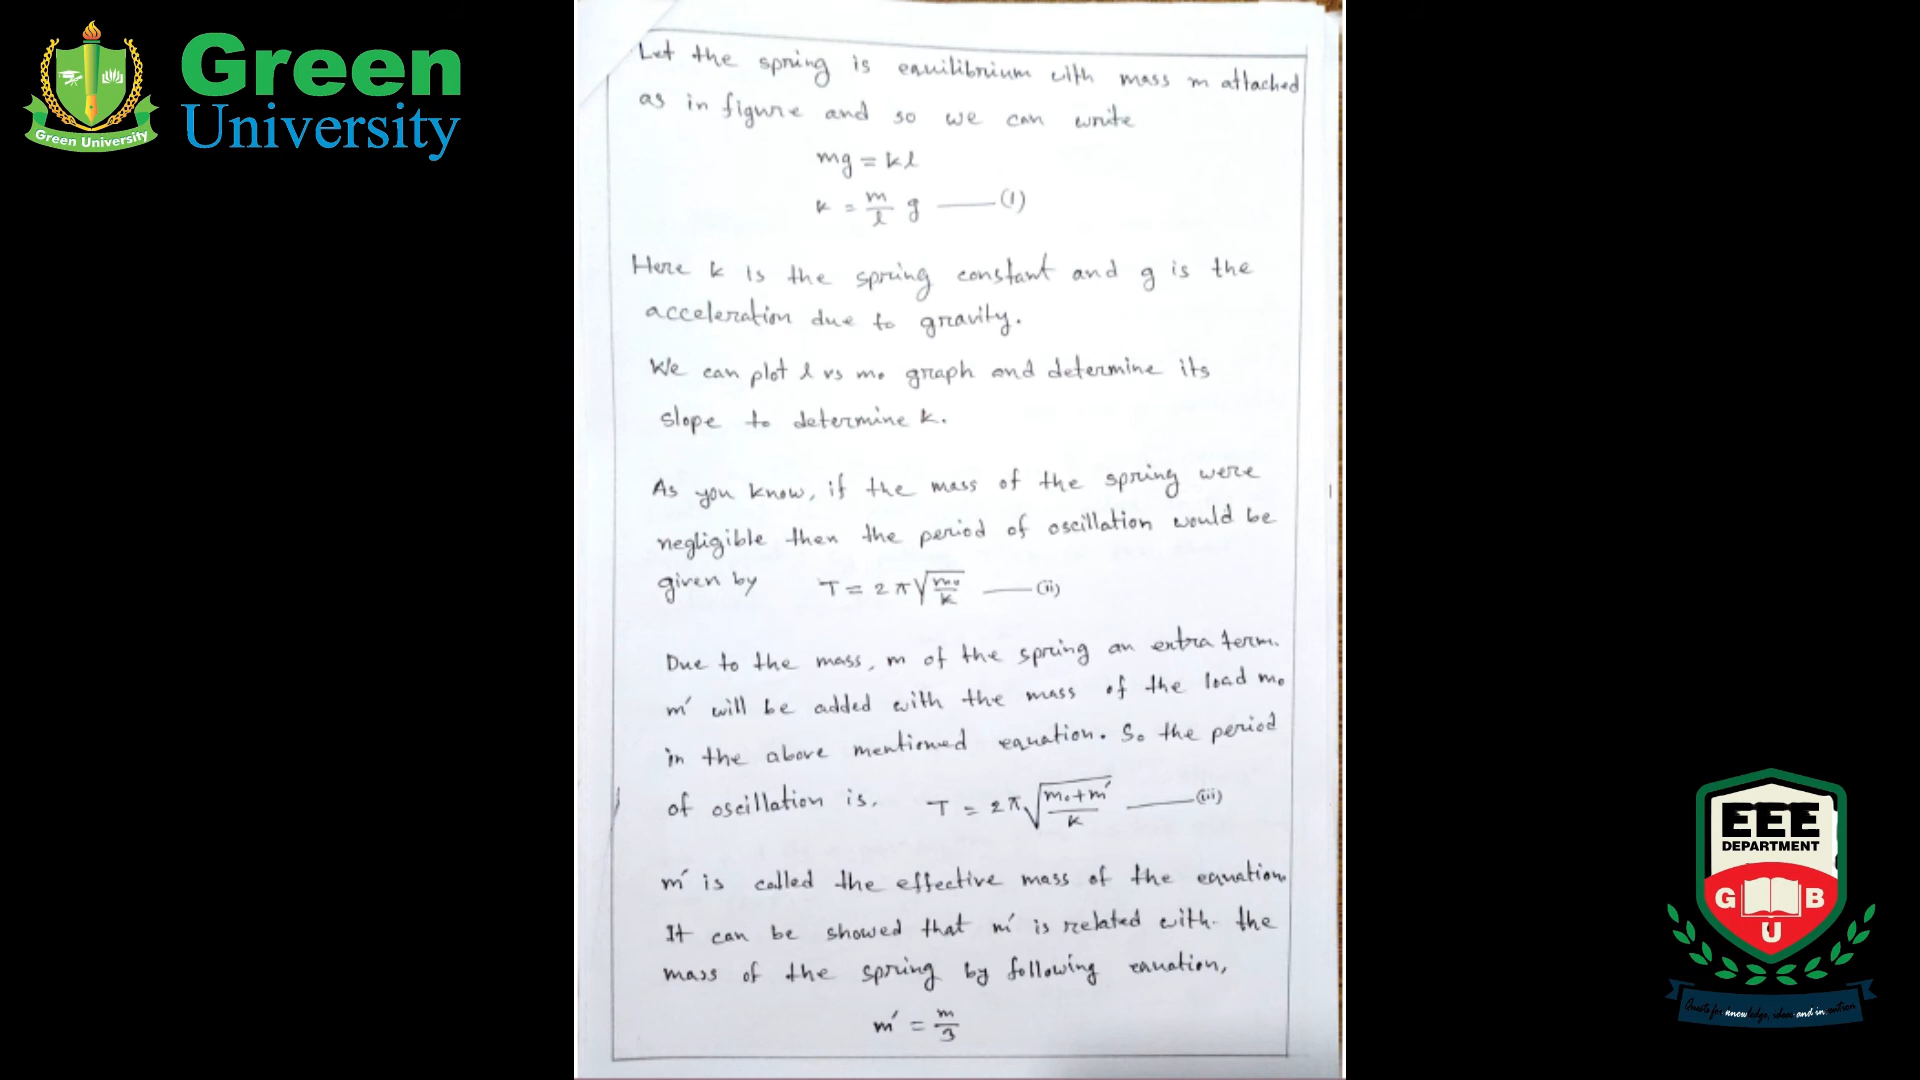 Green
University
Green University
Let the spring is equilibrium with mass m attached
as in figure and so we can write
mg = kl
k = m/l g —— (1)
Here k is the spring constant and g is the
acceleration due to gravity.
We can plot l vs m₀ graph and determine its
slope to determine k.
As you know, if the mass of the spring were
negligible then the period of oscillation would be
given by T = 2π√(m₀/k) —— (ii)
Due to the mass, m of the spring an extra term.
m′ will be added with the mass of the load m₀
in the above mentioned equation. So the period
of oscillation is, T = 2π√((m₀+m′)/k) —— (iii)
m′ is called the effective mass of the equation.
It can be showed that m′ is related with the
mass of the spring by following equation,
m′ = m/3
EEE
DEPARTMENT
G U B
Quests for knowledge, ideas and invention